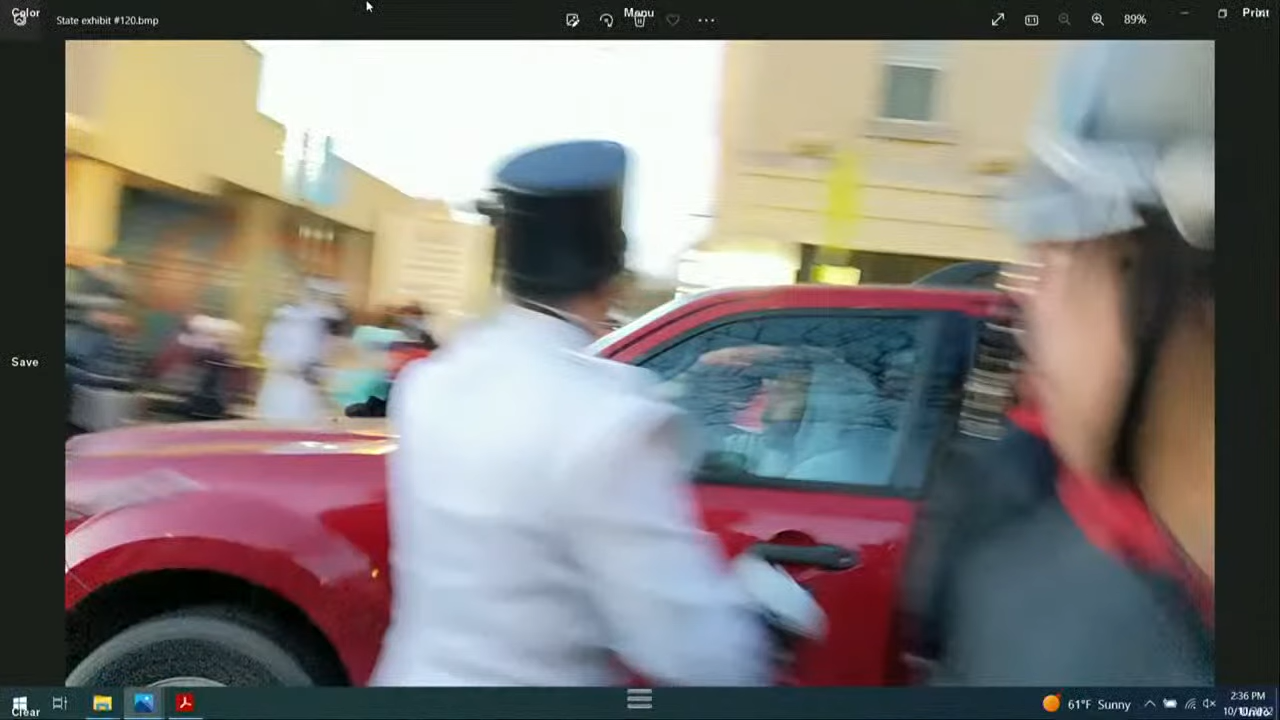 Color
Menu
Print
State exhibit #120.bmp
89%
Save
61°F Sunny
2:36 PM
Clear